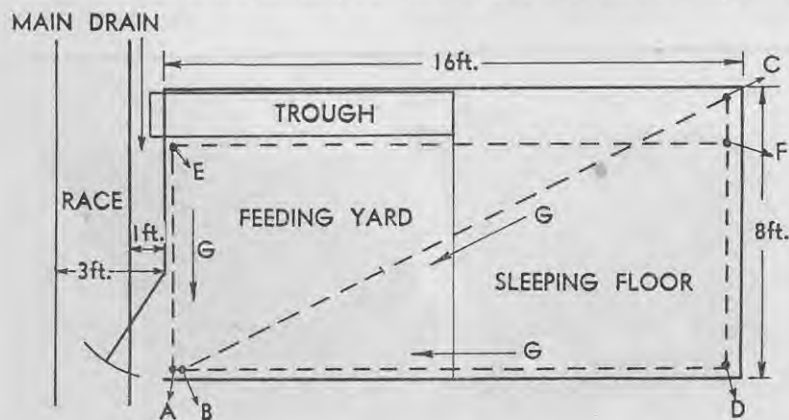 MAIN DRAIN
16ft.
C
TROUGH
E
F
RACE
FEEDING YARD
1ft.
G
G
8ft.
3ft.
SLEEPING FLOOR
G
A
B
D